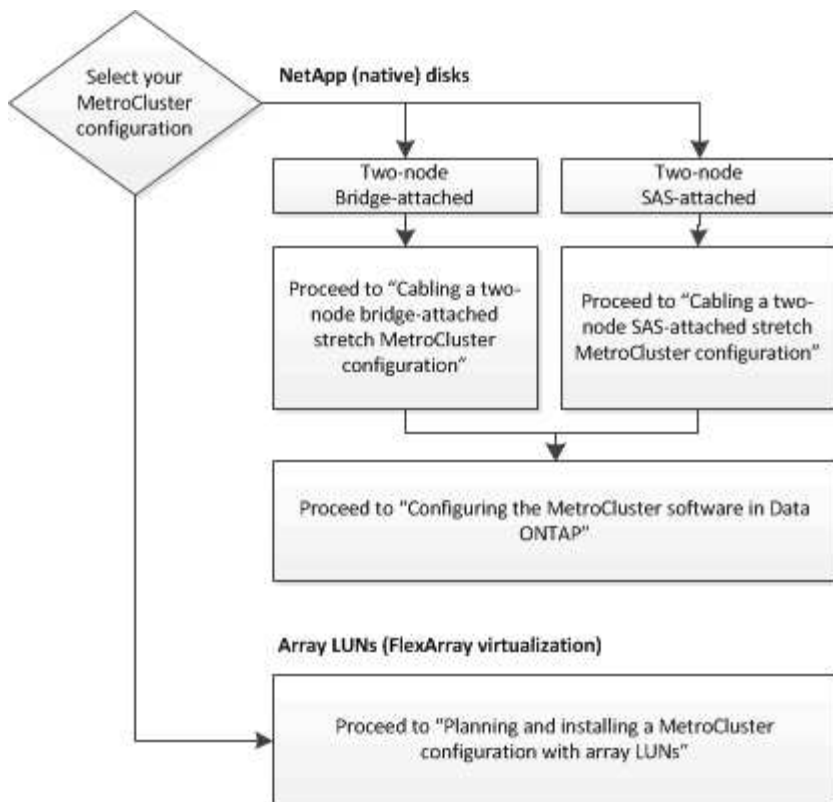 Select your
MetroCluster
configuration
NetApp (native) disks
Two-node
Bridge-attached
Two-node
SAS-attached
Proceed to “Cabling a two-
node bridge-attached
stretch MetroCluster
configuration”
Proceed to “Cabling a two-
node SAS-attached stretch
MetroCluster configuration”
Proceed to “Configuring the MetroCluster software in Data
ONTAP”
Array LUNs (FlexArray virtualization)
Proceed to “Planning and installing a MetroCluster
configuration with array LUNs”